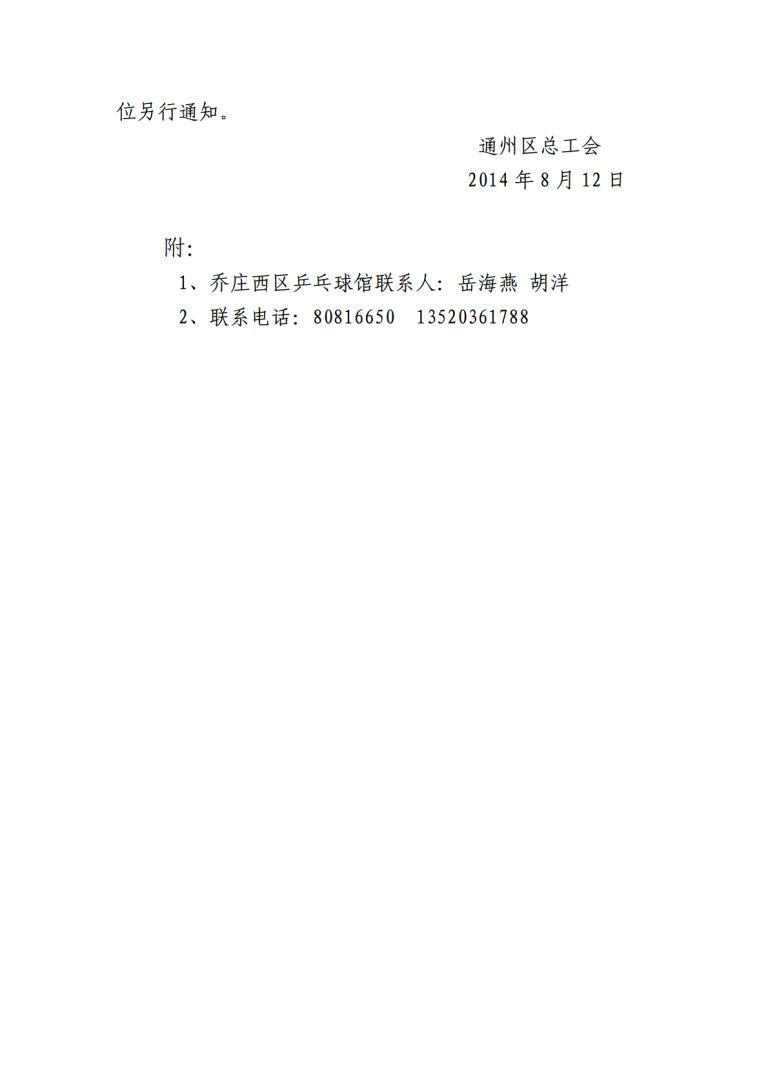 位另行通知。
通州区总工会
2014 年 8 月 12 日
附：
1、乔庄西区乒乓球馆联系人：岳海燕 胡洋
2、联系电话：80816650 13520361788